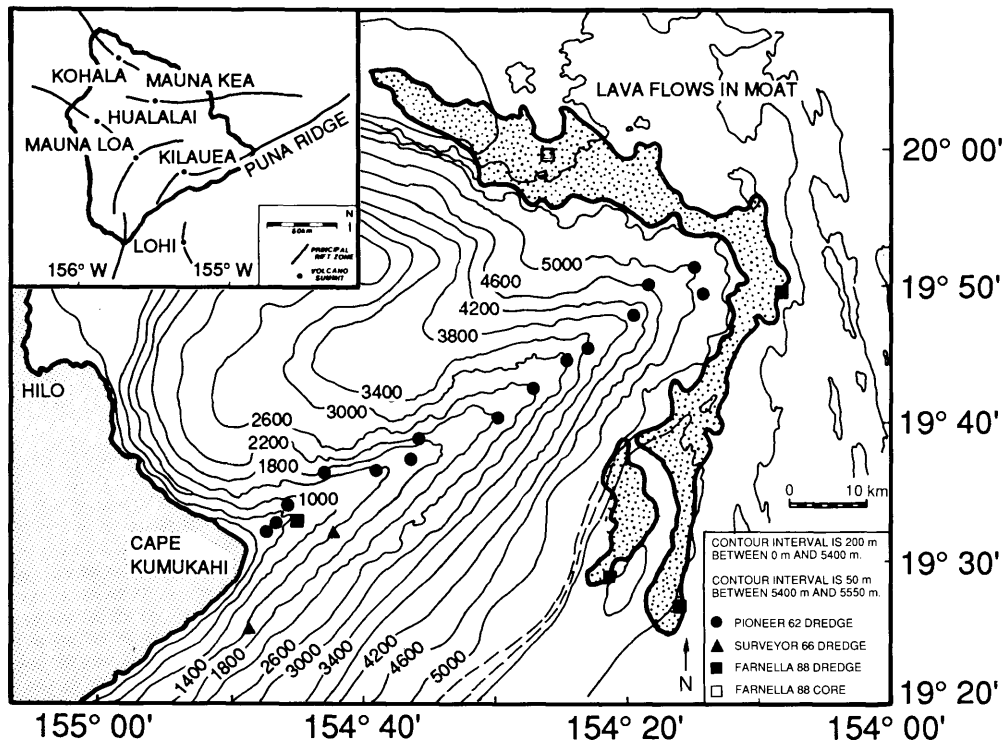 KOHALA
MAUNA KEA
HUALALAI
MAUNA LOA
KILAUEA
PUNA RIDGE
LOHI
156° W
155° W
N
60km
PRINCIPAL
RIFT ZONE
VOLCANO
SUMMIT
LAVA FLOWS IN MOAT
20° 00'
5000
4600
19° 50'
4200
3800
HILO
3400
3000
2600
19° 40'
2200
1800
0 10 km
1000
CAPE
KUMUKAHI
19° 30'
CONTOUR INTERVAL IS 200 m
BETWEEN 0 m AND 5400 m.
CONTOUR INTERVAL IS 50 m
BETWEEN 5400 m AND 5550 m.
PIONEER 62 DREDGE
SURVEYOR 66 DREDGE
FARNELLA 88 DREDGE
FARNELLA 88 CORE
N
1400
1800
2600
3000
3400
4200
4600
5000
19° 20'
155° 00'
154° 40'
154° 20'
154° 00'